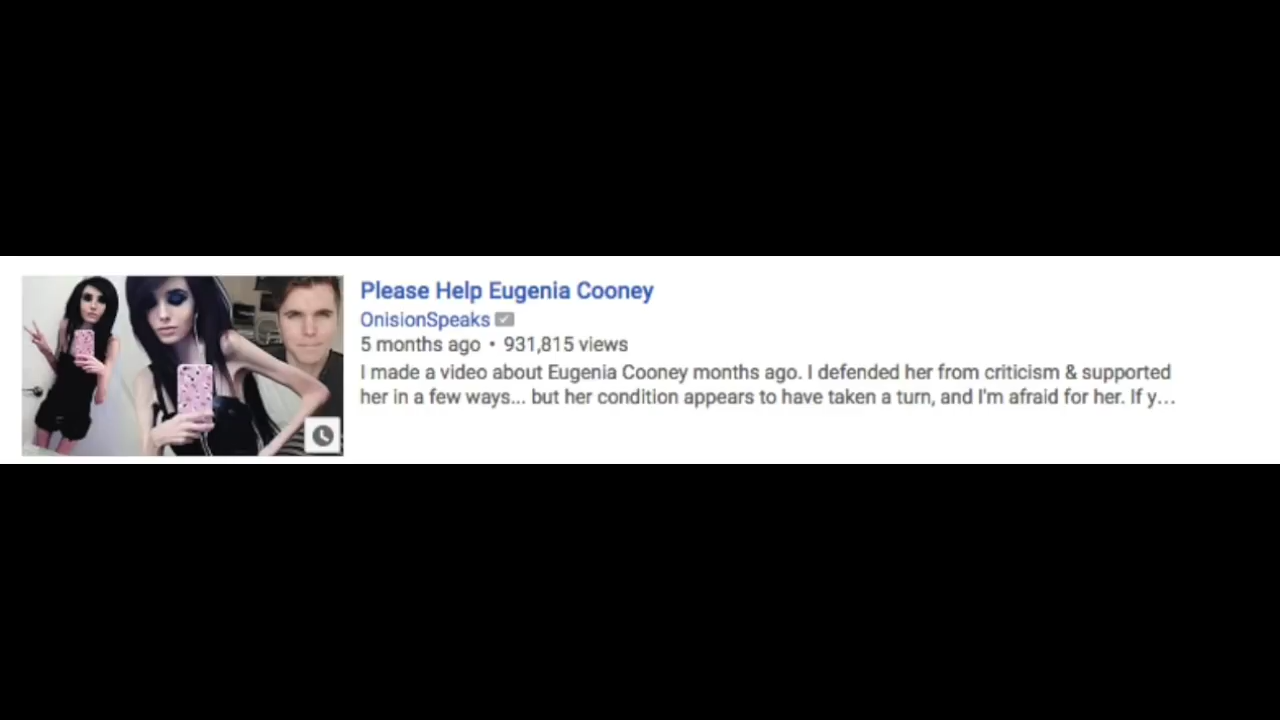 Please Help Eugenia Cooney
OnisionSpeaks
5 months ago • 931,815 views
I made a video about Eugenia Cooney months ago. I defended her from criticism & supported
her in a few ways... but her condition appears to have taken a turn, and I'm afraid for her. If y...